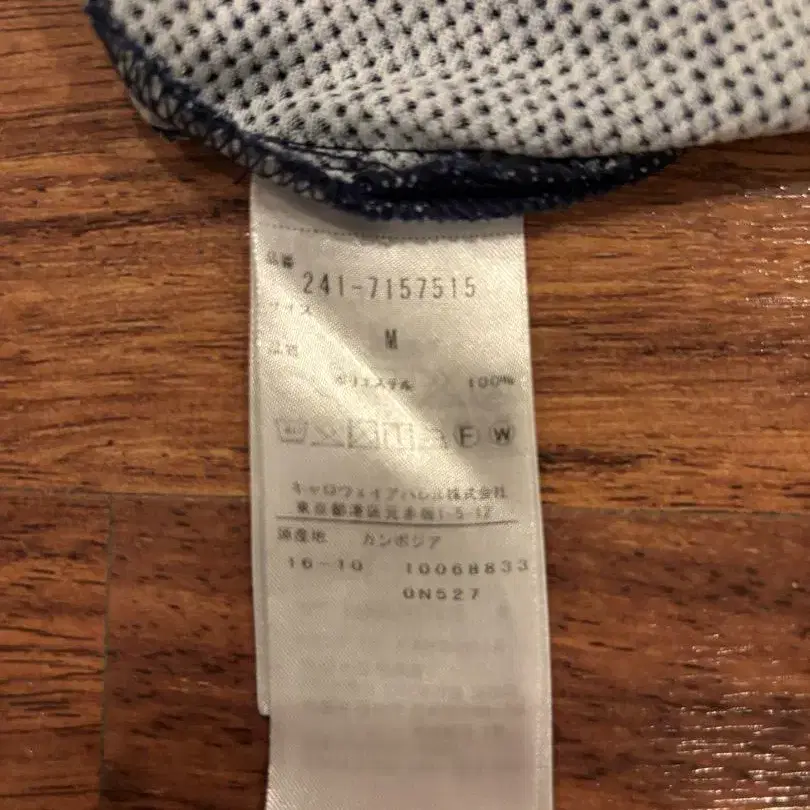 品番
241-7157515
サイズ
M
品質
ポリエステル 100%
F W
キャロウェイアパレル株式会社
東京都港区元赤坂1-5-12
原産地 カンボジア
16-10 10068833
0N527